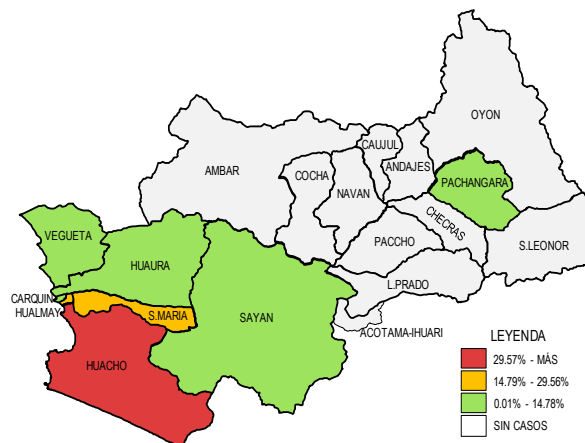 OYON
CAUJUL
AMBAR
COCHA
ANDAJES
PACHANGARA
NAVAN
CHECRAS
VEGUETA
PACCHO
S.LEONOR
HUAURA
L.PRADO
CARQUIN
HUALMAY
S.MARIA
SAYAN
ACOTAMA-IHUARI
HUACHO
LEYENDA
29.57% - MÁS
14.79% - 29.56%
0.01% - 14.78%
SIN CASOS